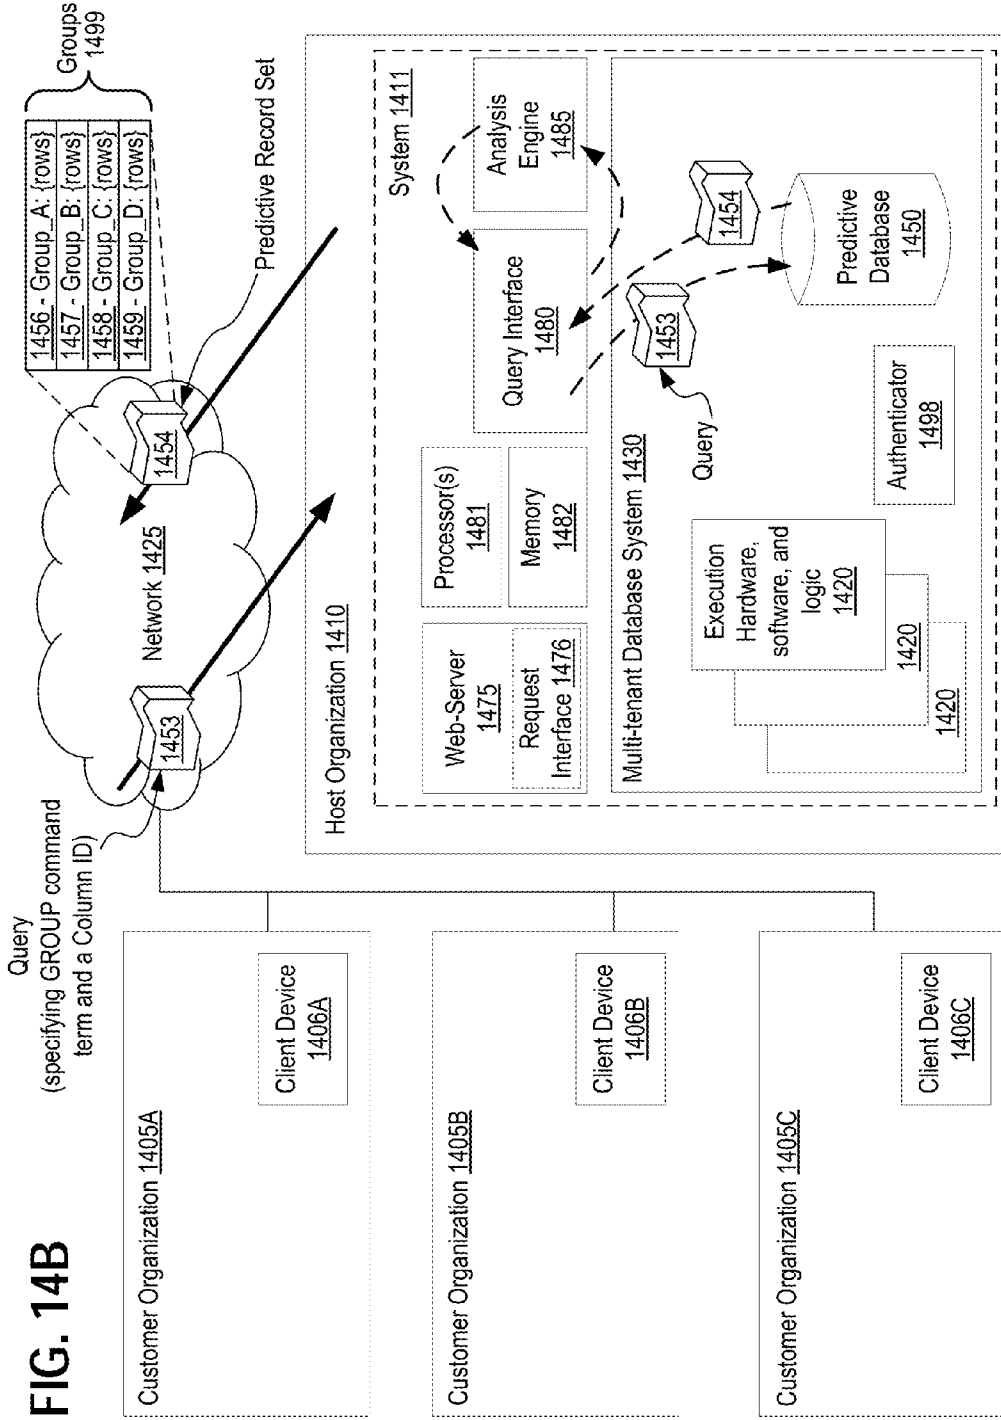 FIG. 14B
Query
(specifying GROUP command
term and a Column ID)
1453
Network 1425
1454
1456 - Group_A: {rows}
1457 - Group_B: {rows}
1458 - Group_C: {rows}
1459 - Group_D: {rows}
Groups
1499
Predictive Record Set
Customer Organization 1405A
Client Device
1406A
Customer Organization 1405B
Client Device
1406B
Customer Organization 1405C
Client Device
1406C
Host Organization 1410
System 1411
Web-Server
1475
Request
Interface 1476
Processor(s)
1481
Memory
1482
Query Interface
1480
Analysis
Engine
1485
Multi-tenant Database System 1430
Query
1453
1454
Execution
Hardware,
software, and
logic
1420
1420
1420
Authenticator
1498
Predictive
Database
1450